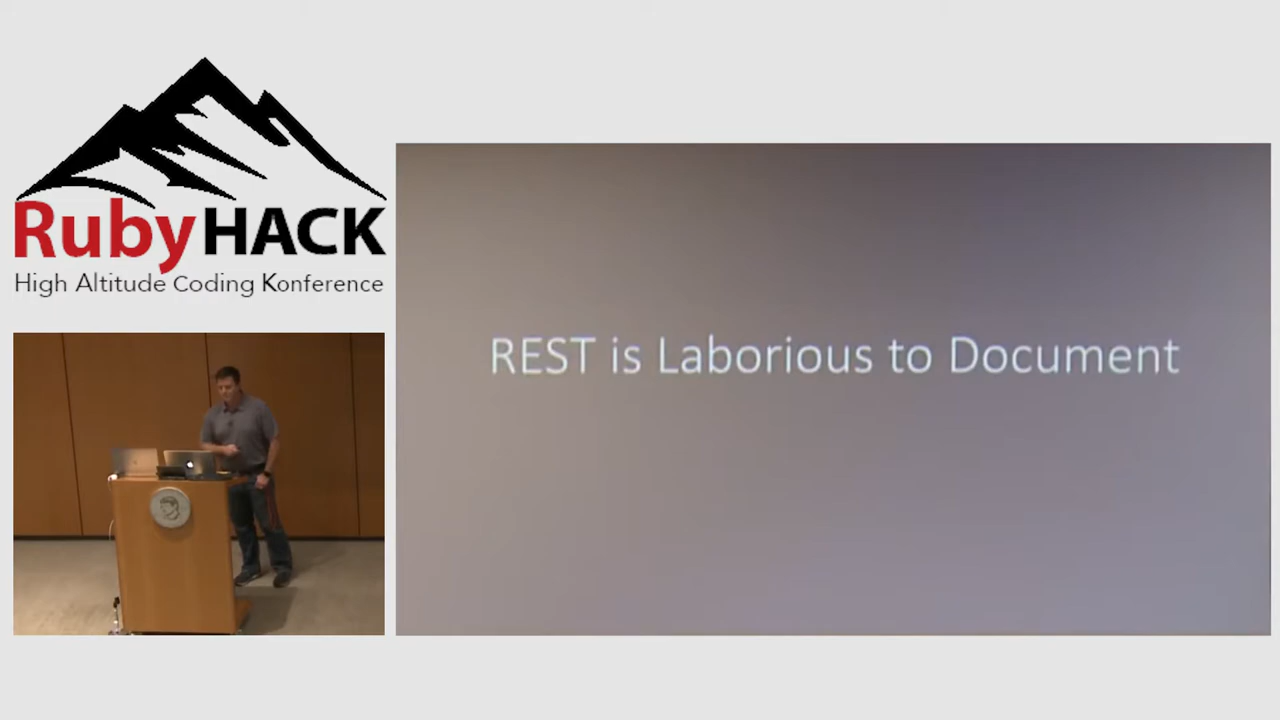 RubyHACK
High Altitude Coding Konference
REST is Laborious to Document